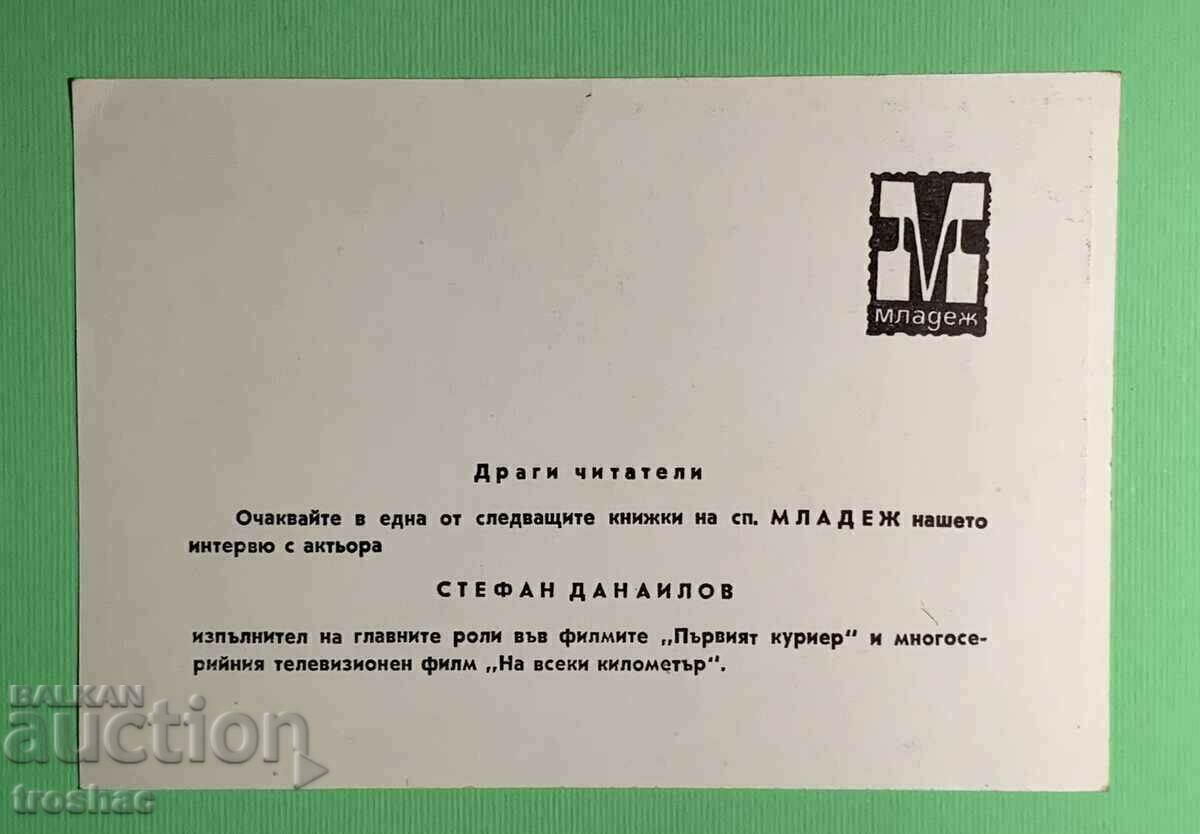 М
младеж
Драги читатели
Очаквайте в една от следващите книжки на сп. МЛАДЕЖ нашето
интервю с актьора
СТЕФАН ДАНАИЛОВ
изпълнител на главните роли във филмите „Първият куриер" и многосе-
рийния телевизионен филм „На всеки километър".
BALKAN
auction
troshac